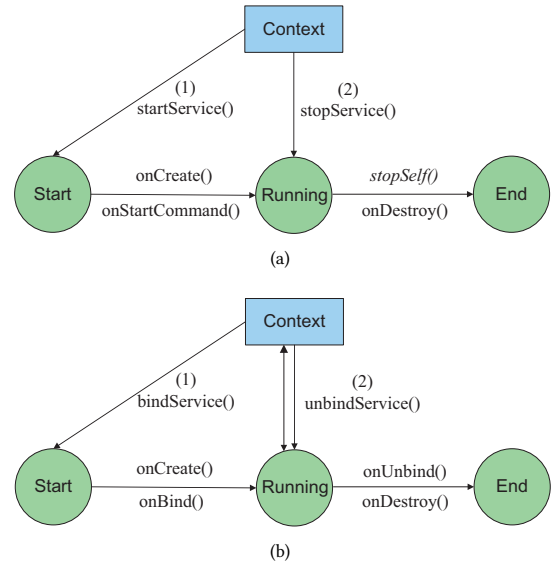 Context
(1)
startService()
(2)
stopService()
Start
onCreate()
onStartCommand()
Running
stopSelf()
onDestroy()
End
(a)
Context
(1)
bindService()
(2)
unbindService()
Start
onCreate()
onBind()
Running
onUnbind()
onDestroy()
End
(b)